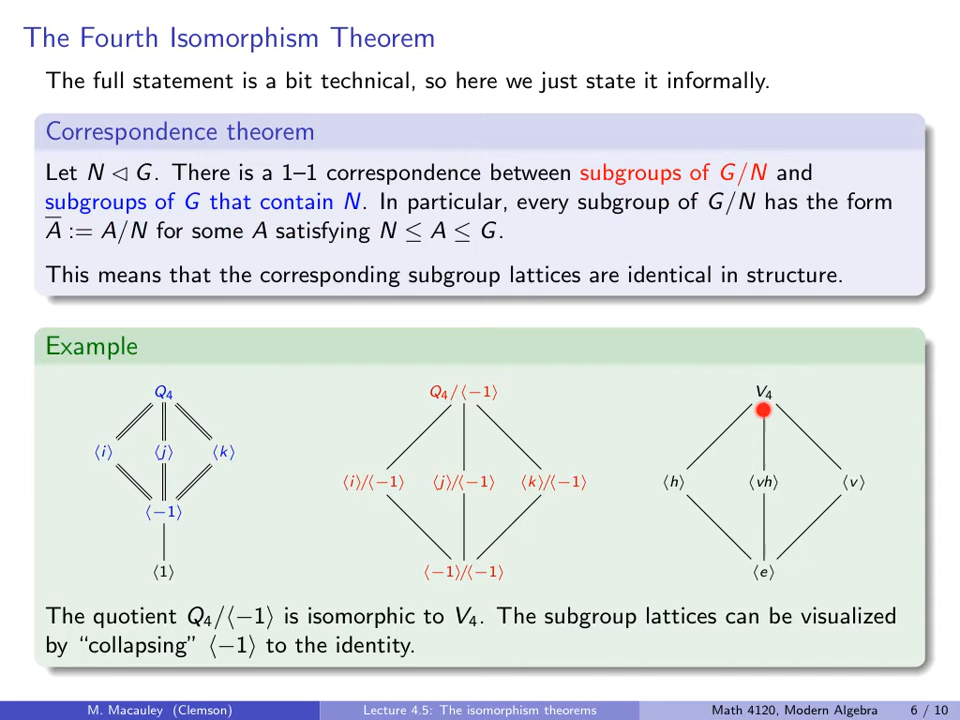 The Fourth Isomorphism Theorem
The full statement is a bit technical, so here we just state it informally.
Correspondence theorem
Let N ◁ G. There is a 1–1 correspondence between subgroups of G/N and
subgroups of G that contain N. In particular, every subgroup of G/N has the form
A̅ := A/N for some A satisfying N ≤ A ≤ G.
This means that the corresponding subgroup lattices are identical in structure.
Example
Q₄
⟨i⟩ ⟨j⟩ ⟨k⟩
⟨−1⟩
⟨1⟩
Q₄/⟨−1⟩
⟨i⟩/⟨−1⟩ ⟨j⟩/⟨−1⟩ ⟨k⟩/⟨−1⟩
⟨−1⟩/⟨−1⟩
V₄
⟨h⟩ ⟨vh⟩ ⟨v⟩
⟨e⟩
The quotient Q₄/⟨−1⟩ is isomorphic to V₄. The subgroup lattices can be visualized
by “collapsing” ⟨−1⟩ to the identity.
M. Macauley (Clemson) Lecture 4.5: The isomorphism theorems Math 4120, Modern Algebra 6 / 10